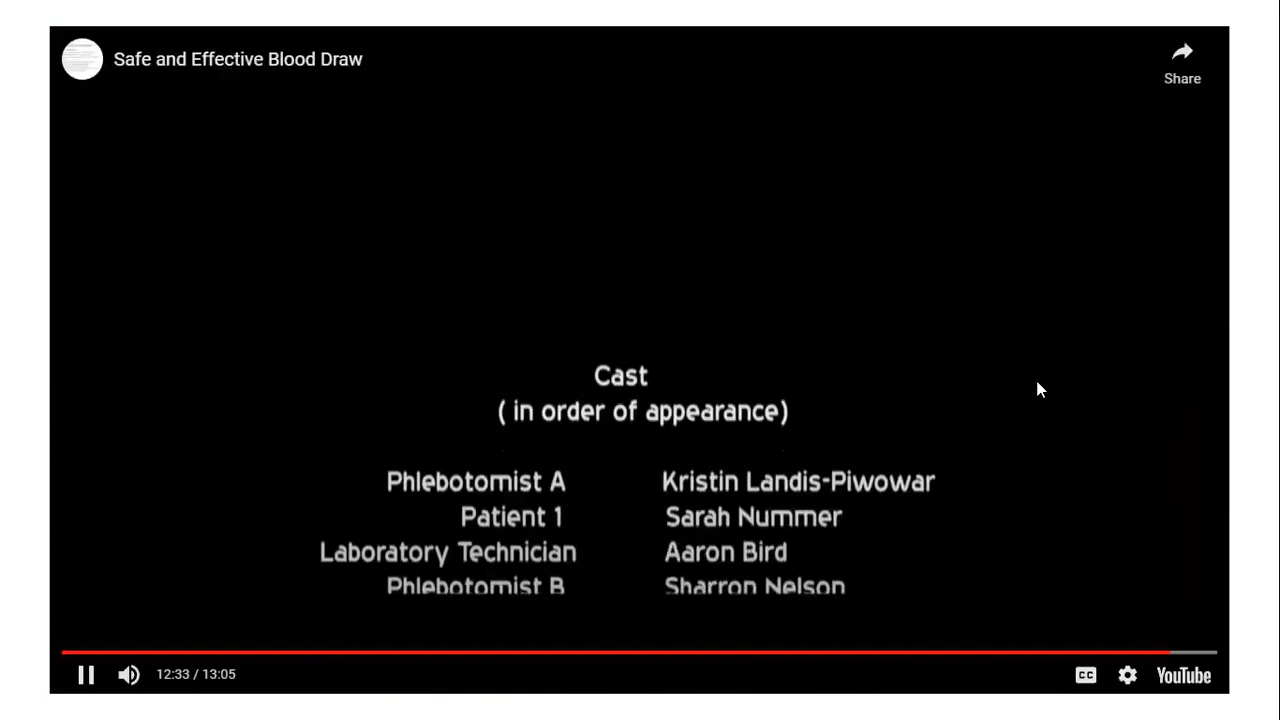 Safe and Effective Blood Draw
Share
Cast
( in order of appearance)
Phlebotomist A Kristin Landis-Piwowar
Patient 1 Sarah Nummer
Laboratory Technician Aaron Bird
Phlebotomist B Sharron Nelson
12:33 / 13:05
CC
YouTube